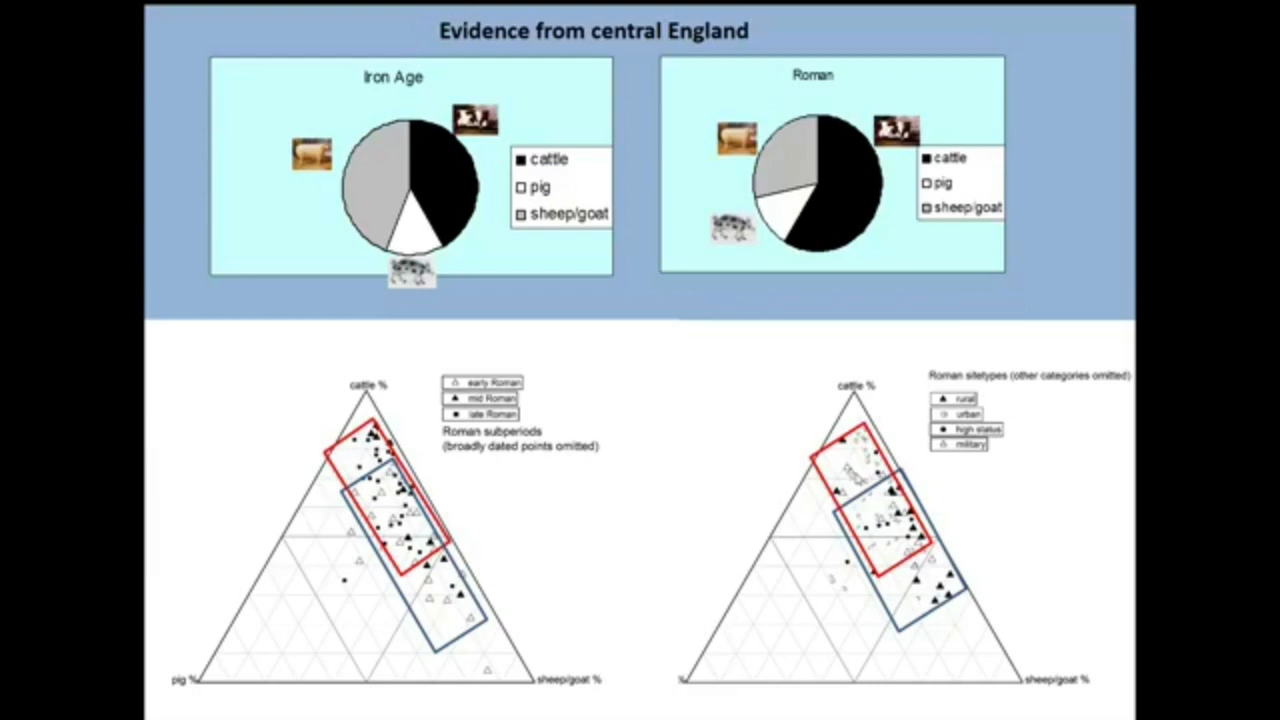 Evidence from central England
Iron Age
cattle
pig
sheep/goat
Roman
cattle
pig
sheep/goat
cattle %
early Roman
mid Roman
late Roman
Roman subperiods
(broadly dated points omitted)
pig %
sheep/goat %
Roman sitetypes (other categories omitted)
cattle %
rural
urban
high status
military
%
sheep/goat %